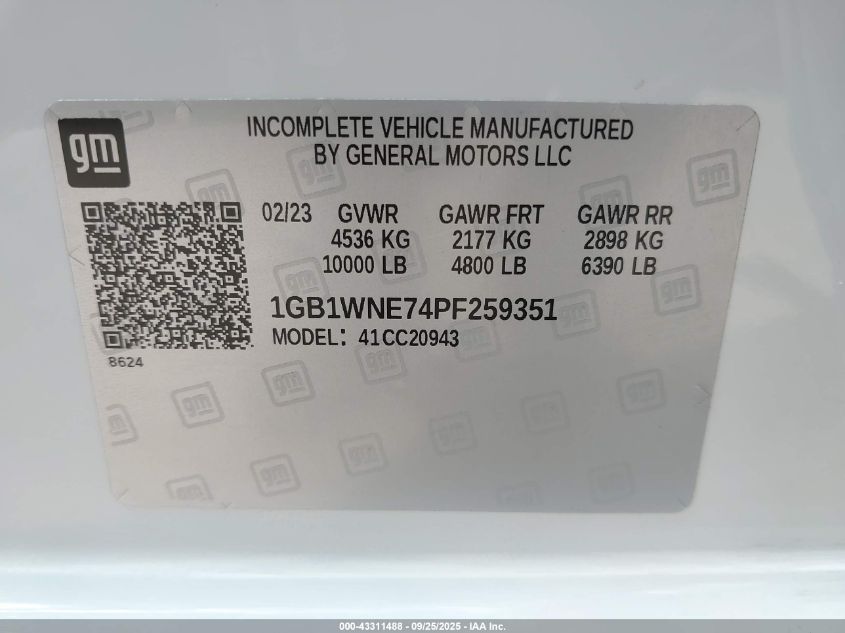 gm
INCOMPLETE VEHICLE MANUFACTURED
BY GENERAL MOTORS LLC
02/23 GVWR GAWR FRT GAWR RR
4536 KG 2177 KG 2898 KG
10000 LB 4800 LB 6390 LB
1GB1WNE74PF259351
MODEL: 41CC20943
8624
000-43311488 - 09/25/2025 - IAA Inc.